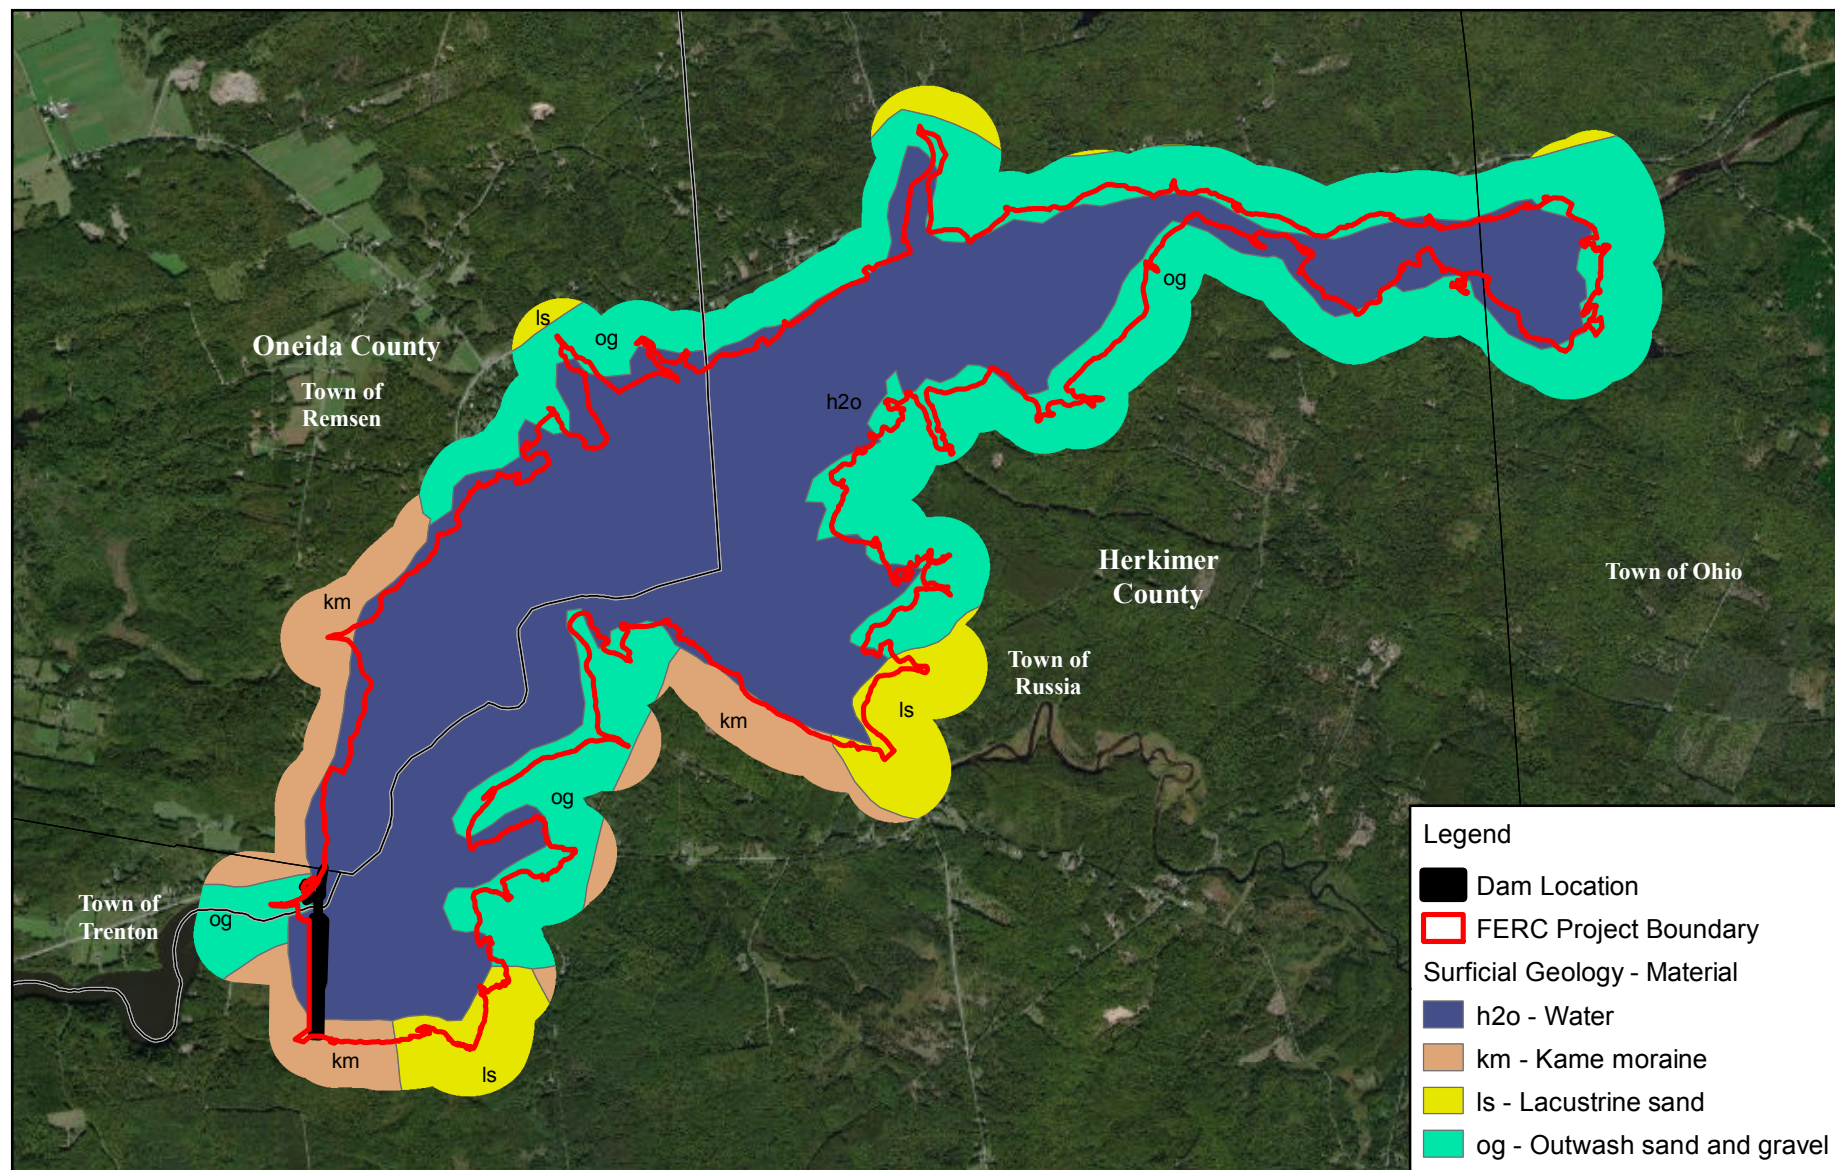 ls
og
Oneida County
Town of
Remsen
og
h2o
km
Herkimer
County
Town of Ohio
Town of
Russia
ls
km
og
Town of
Trenton
og
km
ls
Legend
Dam Location
FERC Project Boundary
Surficial Geology - Material
h2o - Water
km - Kame moraine
ls - Lacustrine sand
og - Outwash sand and gravel